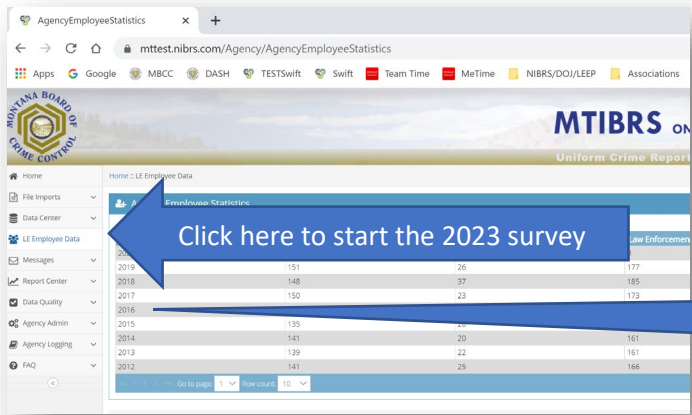 AgencyEmployeeStatistics
mttest.nibrs.com/Agency/AgencyEmployeeStatistics
Apps Google MBCC DASH TESTSwift Swift Team Time MeTime NIBRS/DOJ/LEEP Associations
MONTANA BOARD OF CRIME CONTROL
MTIBRS ON
Uniform Crime Report
Home
Home :: LE Employee Data
File Imports
Employee Statistics
Data Center
Click here to start the 2023 survey
Law Enforcemen
LE Employee Data
Messages
2019 151 26 177
Report Center
2018 148 37 185
2017 150 23 173
Data Quality
2016
Agency Admin
2015 135
Agency Logging
2014 141 20 161
2013 139 22 161
FAQ
2012 141 25 166
Go to page: 1 Row count: 10